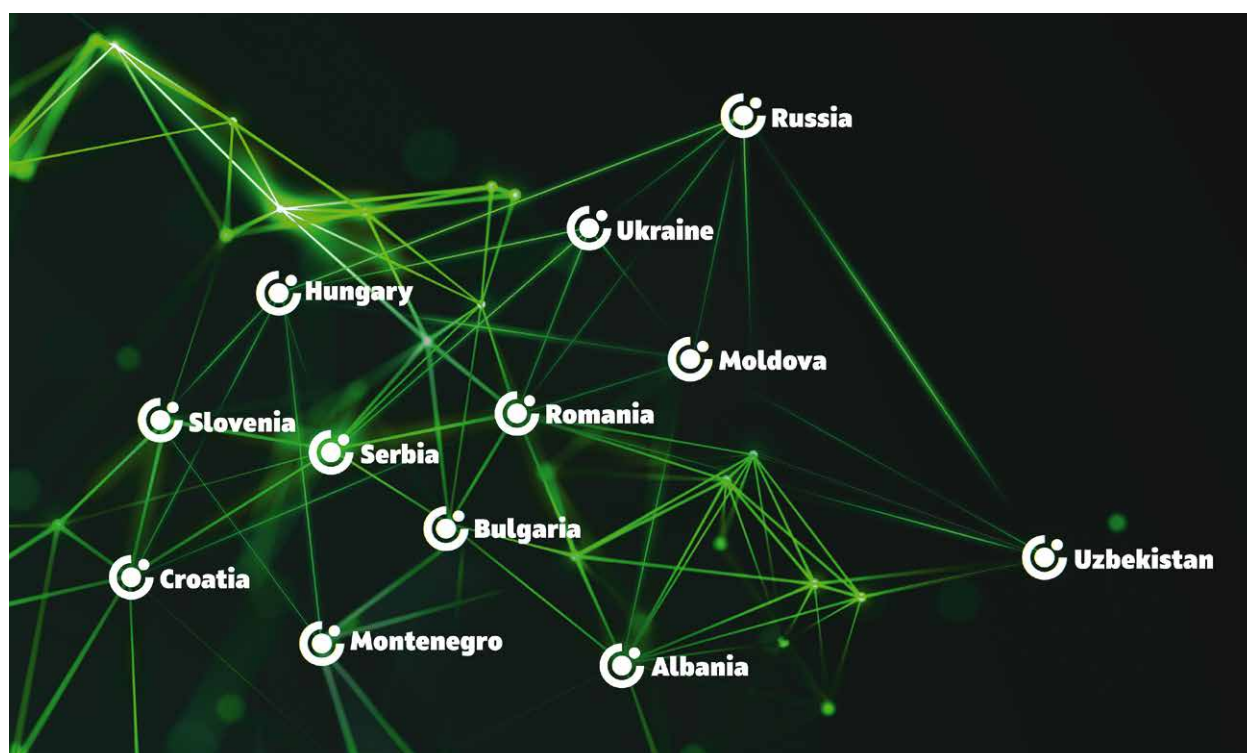 Russia
Ukraine
Hungary
Moldova
Romania
Slovenia
Serbia
Bulgaria
Uzbekistan
Croatia
Montenegro
Albania